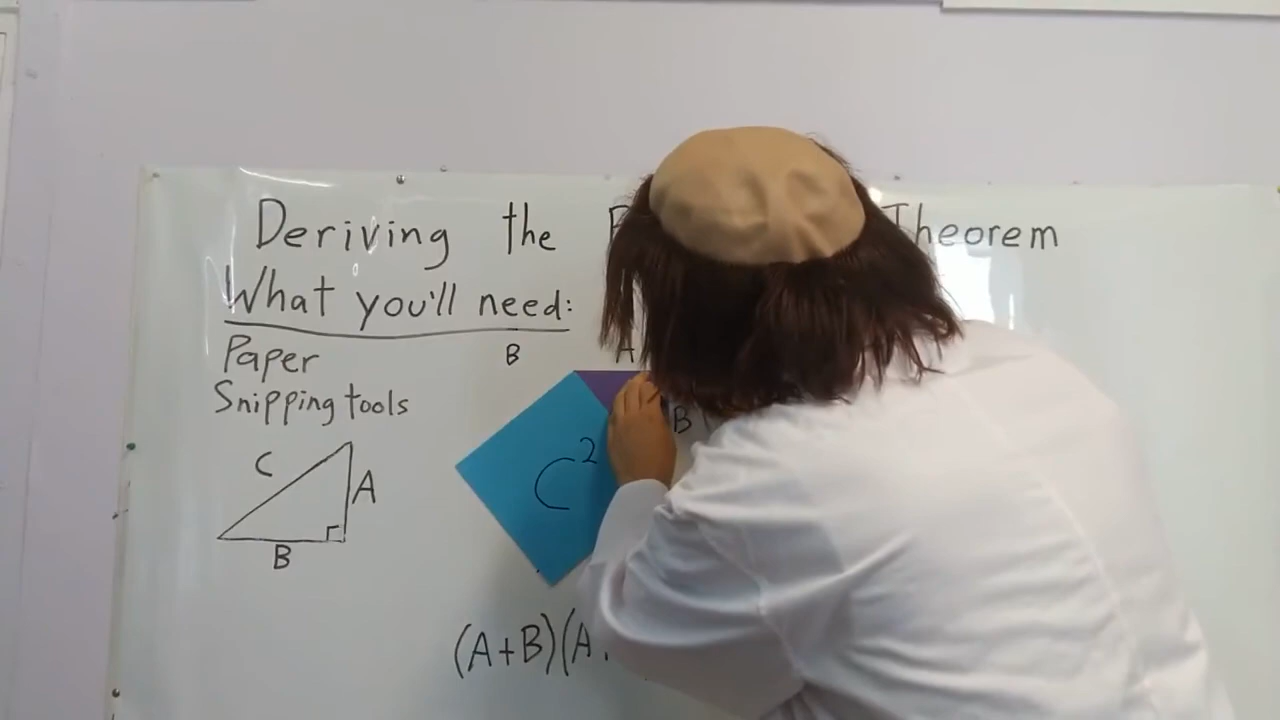 Deriving the Theorem
What you'll need:
Paper
Snipping tools
B A
B
C A
B
C²
(A+B)(A